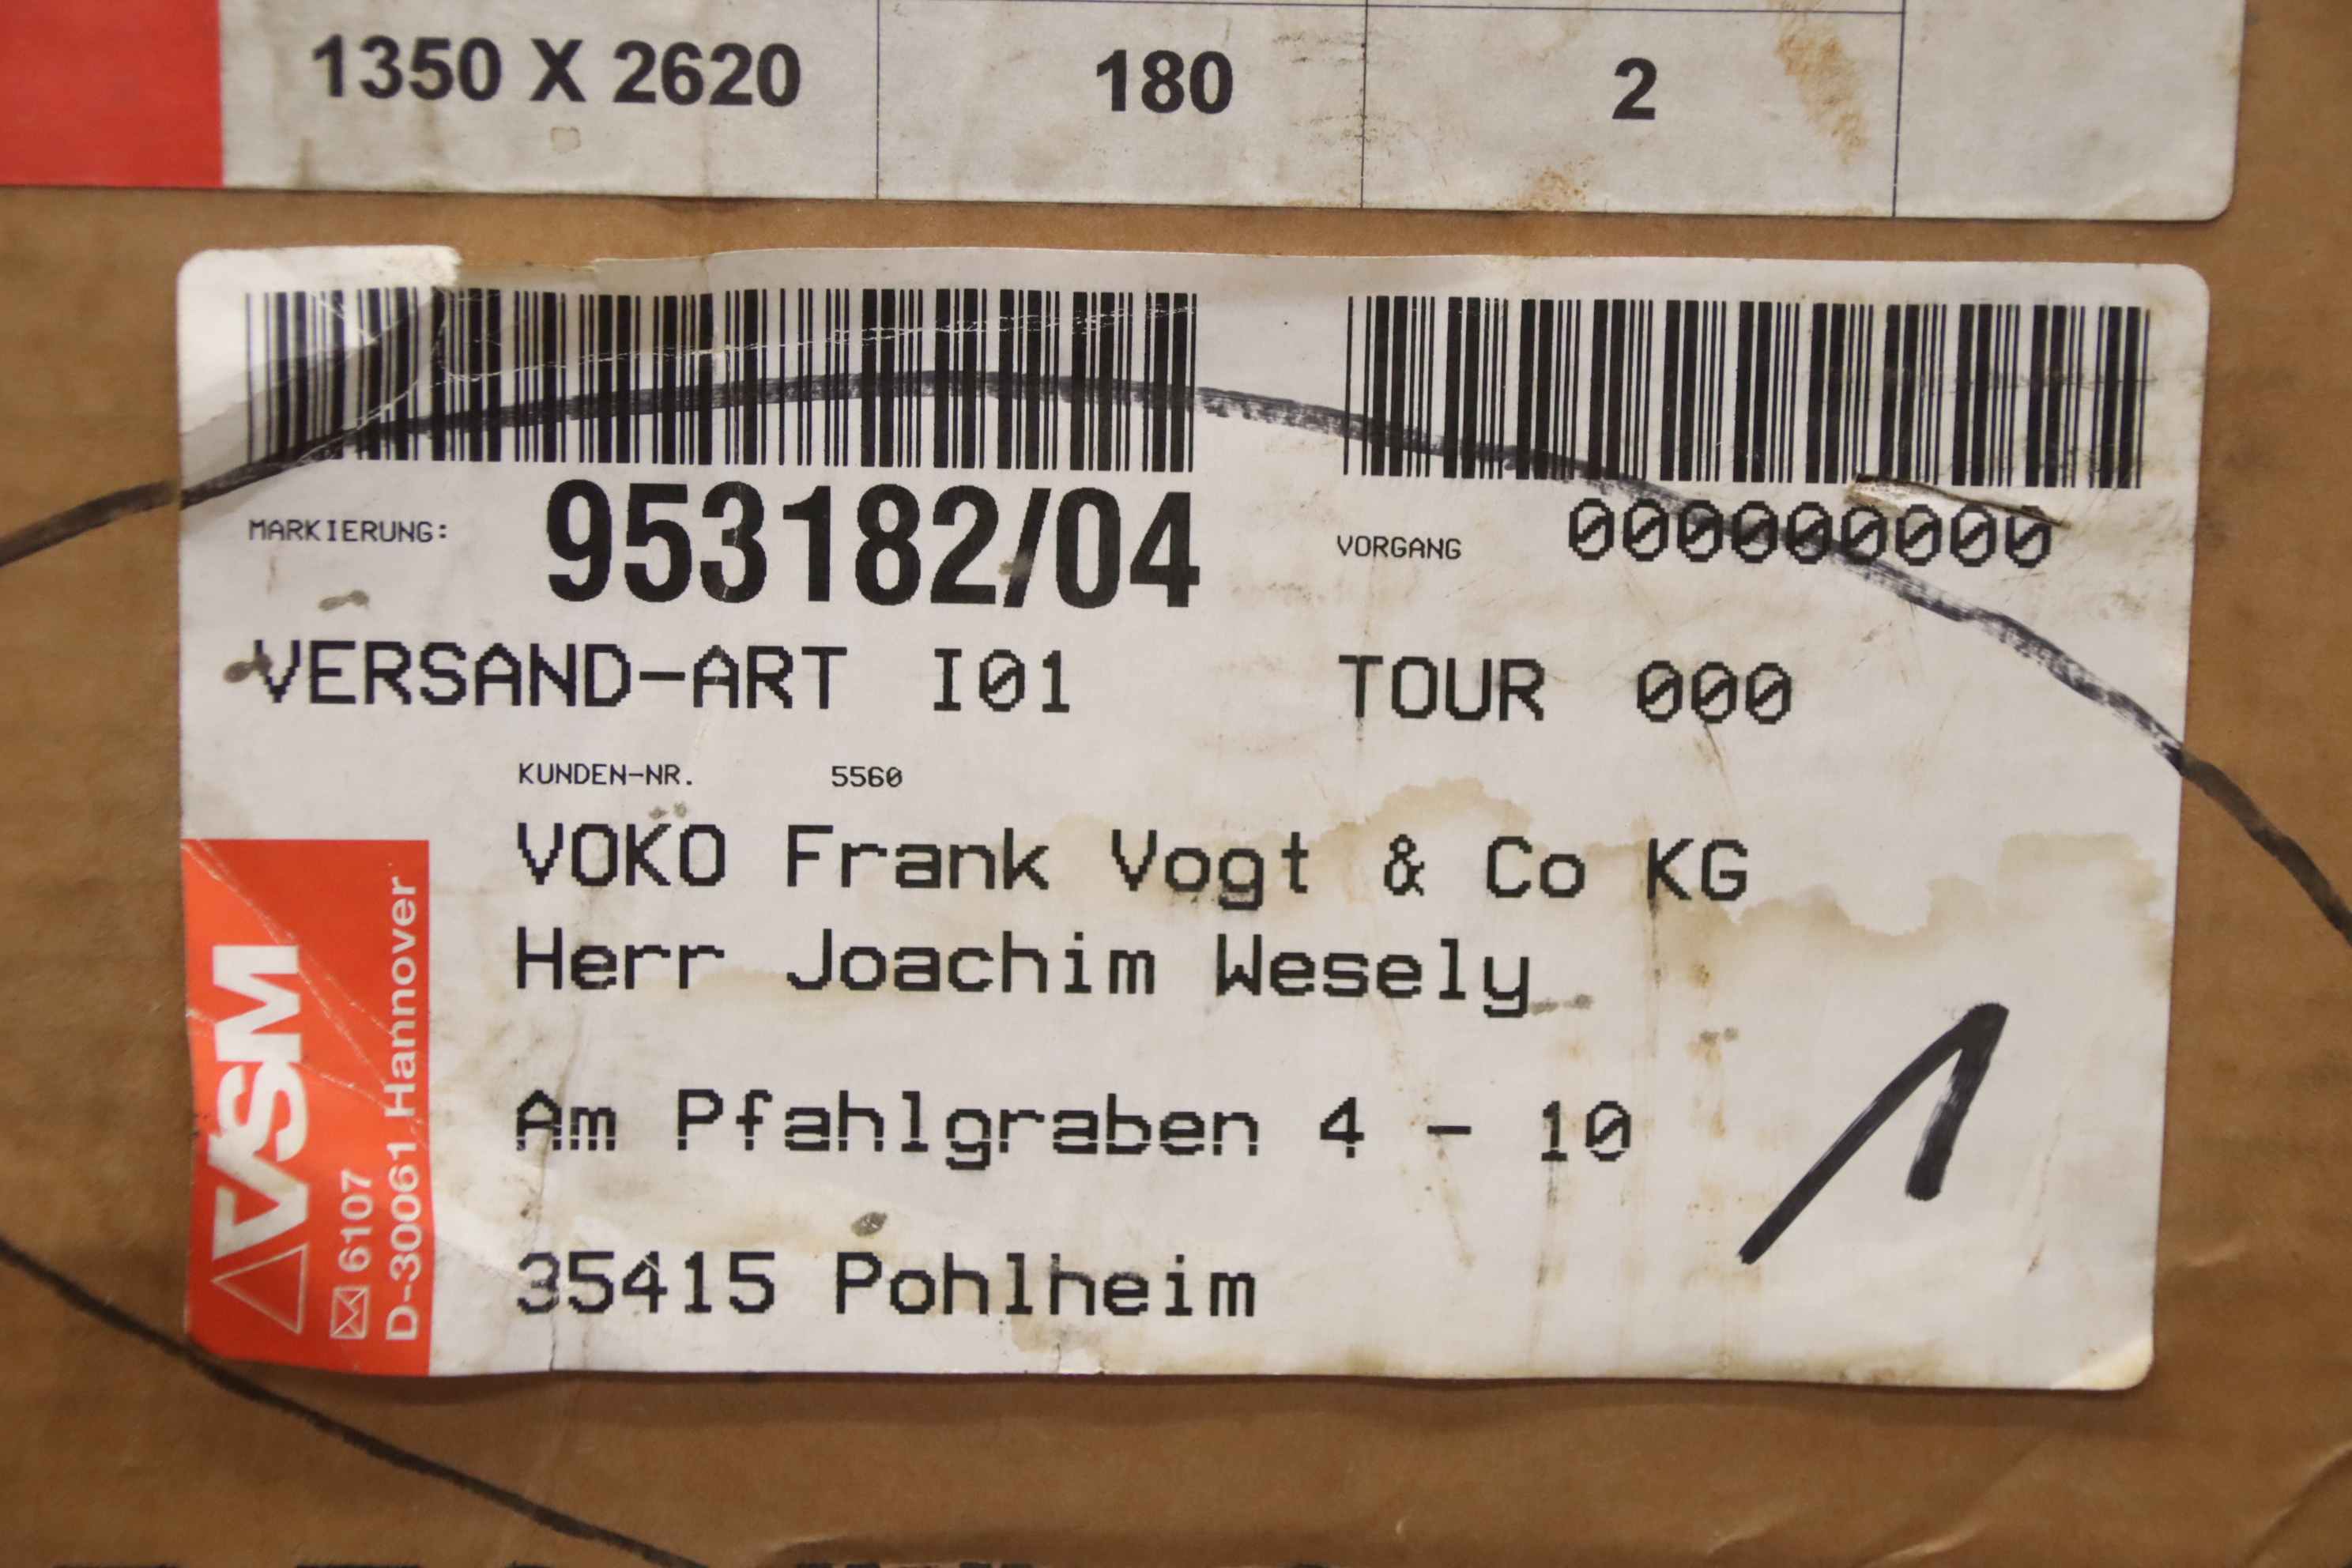 1350 X 2620 180 2
MARKIERUNG: 953182/04 VORGANG 000000000
VERSAND-ART I01 TOUR 000
KUNDEN-NR. 5560
VOKO Frank Vogt & Co KG
Herr Joachim Wesely
Am Pfahlgraben 4 - 10
35415 Pohlheim
1
VSM
6107
D-30061 Hannover